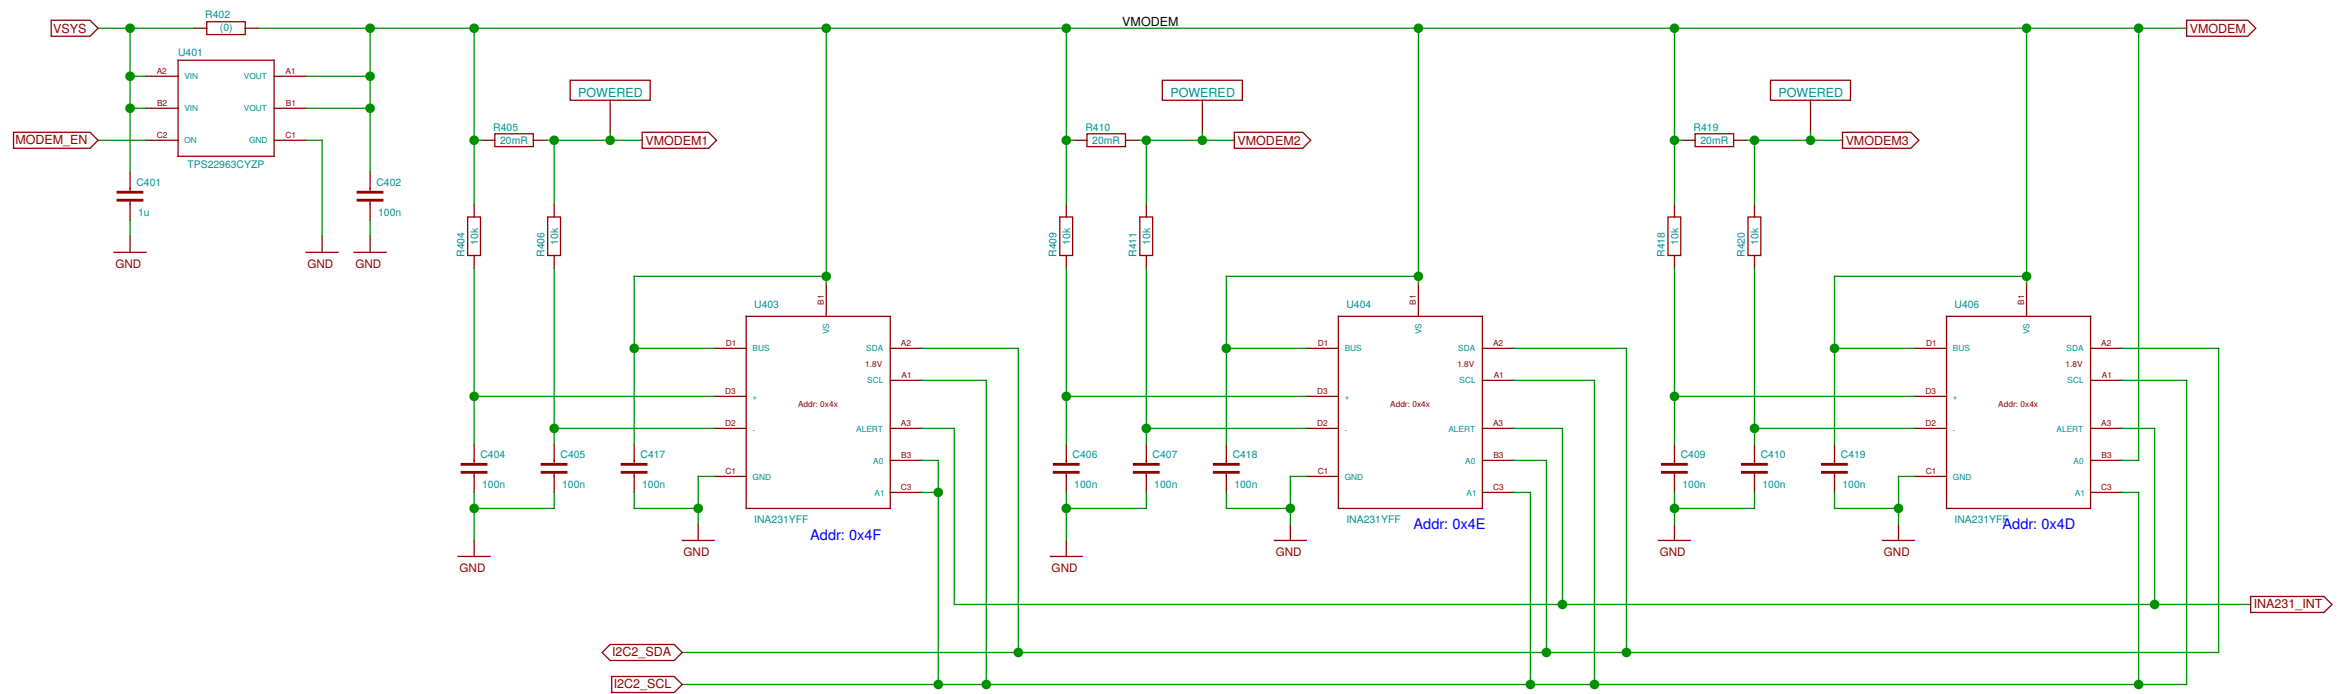 VSYS
R402
(0)
VMODEM
VMODEM
U401
A2 VIN VOUT A1
B2 VIN VOUT B1
MODEM_EN
C2 ON GND C1
TPS22963CYZP
C401
1u
C402
100n
GND
GND
GND
POWERED
R405
20mR
VMODEM1
R404
10k
R406
10k
U403
B1
VS
D1 BUS SDA A2
1.8V
SCL A1
D3 +
Addr: 0x4x
D2 - ALERT A3
A0 B3
C1 GND
A1 C3
INA231YFF
Addr: 0x4F
C404
100n
C405
100n
C417
100n
GND
GND
POWERED
R410
20mR
VMODEM2
R409
10k
R411
10k
U404
B1
VS
D1 BUS SDA A2
1.8V
SCL A1
D3 +
Addr: 0x4x
D2 - ALERT A3
A0 B3
C1 GND
A1 C3
INA231YFF
Addr: 0x4E
C406
100n
C407
100n
C418
100n
GND
GND
POWERED
R419
20mR
VMODEM3
R418
10k
R420
10k
U406
B1
VS
D1 BUS SDA A2
1.8V
SCL A1
D3 +
Addr: 0x4x
D2 - ALERT A3
A0 B3
C1 GND
A1 C3
INA231YFF
Addr: 0x4D
C409
100n
C410
100n
C419
100n
GND
GND
INA231_INT
I2C2_SDA
I2C2_SCL